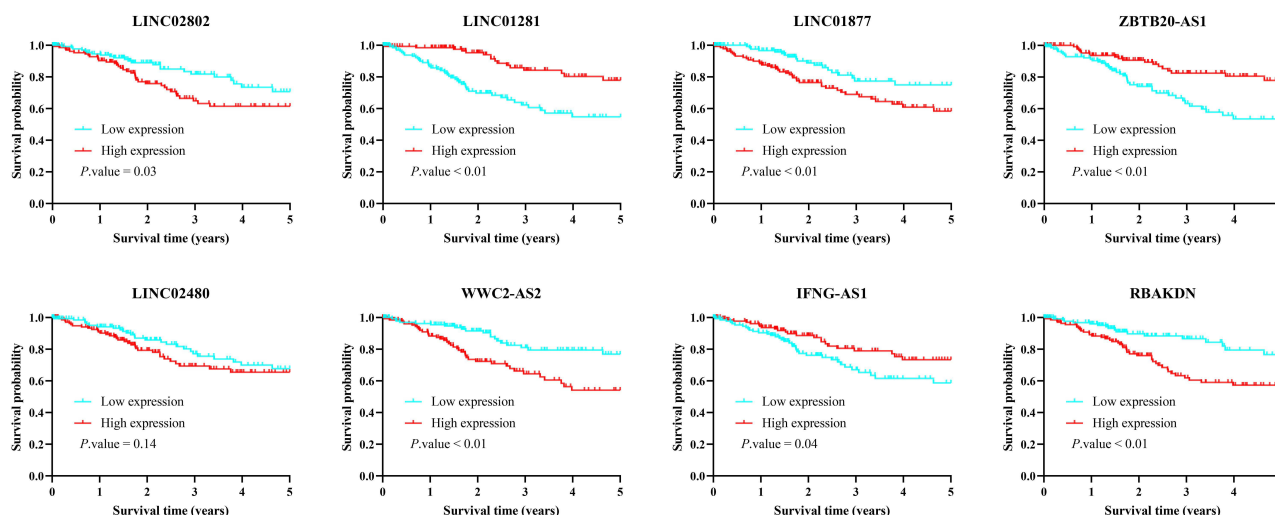 LINC02802
Survival probability
1.0
0.8
0.6
0.4
0.2
0.0
Low expression
High expression
P.value = 0.03
0 1 2 3 4 5
Survival time (years)
LINC01281
Survival probability
1.0
0.8
0.6
0.4
0.2
0.0
Low expression
High expression
P.value < 0.01
0 1 2 3 4 5
Survival time (years)
LINC01877
Survival probability
1.0
0.8
0.6
0.4
0.2
0.0
Low expression
High expression
P.value < 0.01
0 1 2 3 4 5
Survival time (years)
ZBTB20-AS1
Survival probability
1.0
0.8
0.6
0.4
0.2
0.0
Low expression
High expression
P.value < 0.01
0 1 2 3 4
Survival time (years)
LINC02480
Survival probability
1.0
0.8
0.6
0.4
0.2
0.0
Low expression
High expression
P.value = 0.14
0 1 2 3 4 5
Survival time (years)
WWC2-AS2
Survival probability
1.0
0.8
0.6
0.4
0.2
0.0
Low expression
High expression
P.value < 0.01
0 1 2 3 4 5
Survival time (years)
IFNG-AS1
Survival probability
1.0
0.8
0.6
0.4
0.2
0.0
Low expression
High expression
P.value = 0.04
0 1 2 3 4 5
Survival time (years)
RBAKDN
Survival probability
1.0
0.8
0.6
0.4
0.2
0.0
Low expression
High expression
P.value < 0.01
0 1 2 3 4
Survival time (years)